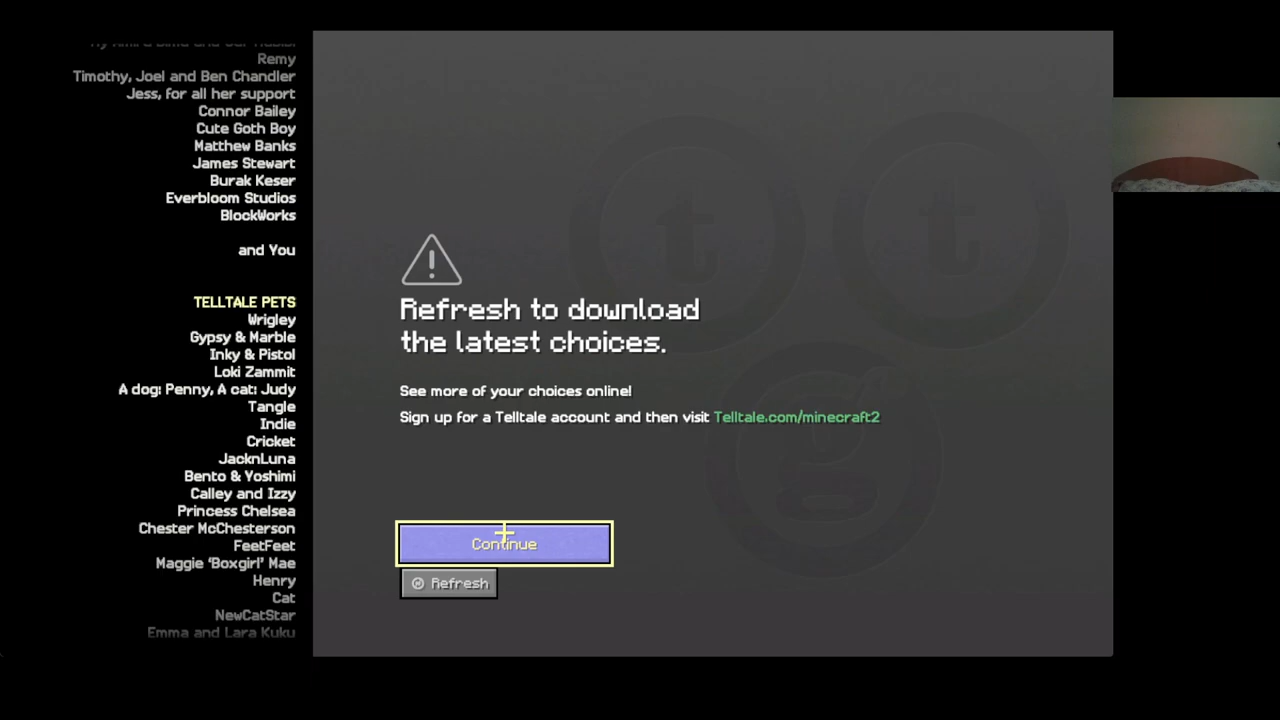 Remy
Timothy, Joel and Ben Chandler
Jess, for all her support
Connor Bailey
Cute Goth Boy
Matthew Banks
James Stewart
Burak Keser
Everbloom Studios
BlockWorks
and You
TELLTALE PETS
Wrigley
Gypsy & Marble
Inky & Pistol
Loki Zammit
A dog: Penny, A cat: Judy
Tangle
Indie
Cricket
JacknLuna
Bento & Yoshimi
Calley and Izzy
Princess Chelsea
Chester McChesterson
FeetFeet
Maggie 'Boxgirl' Mae
Henry
Cat
NewCatStar
Emma and Lara Kuku
t t
g
Refresh to download
the latest choices.
See more of your choices online!
Sign up for a Telltale account and then visit Telltale.com/minecraft2
Continue
Refresh